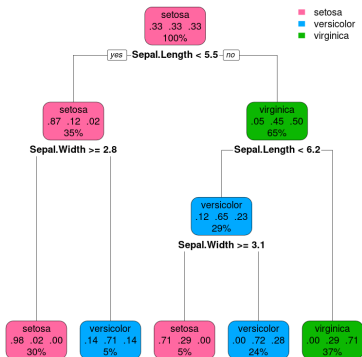 setosa
.33 .33 .33
100%
setosa
versicolor
virginica
yes Sepal.Length < 5.5 no
setosa
.87 .12 .02
35%
virginica
.05 .45 .50
65%
Sepal.Width >= 2.8
Sepal.Length < 6.2
versicolor
.12 .65 .23
29%
Sepal.Width >= 3.1
setosa
.98 .02 .00
30%
versicolor
.14 .71 .14
5%
setosa
.71 .29 .00
5%
versicolor
.00 .72 .28
24%
virginica
.00 .29 .71
37%